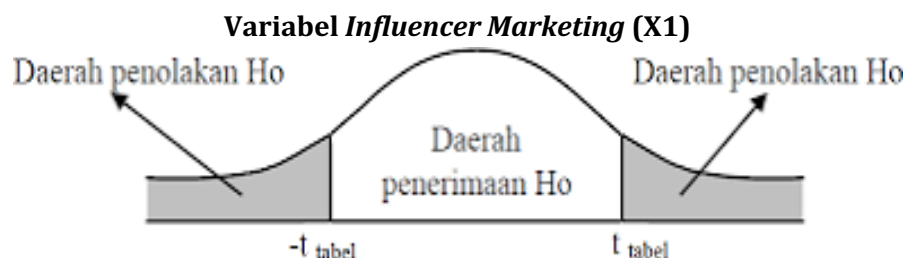 Variabel Influencer Marketing (X1)
Daerah penolakan Ho
Daerah penolakan Ho
Daerah
penerimaan Ho
-t tabel
t tabel